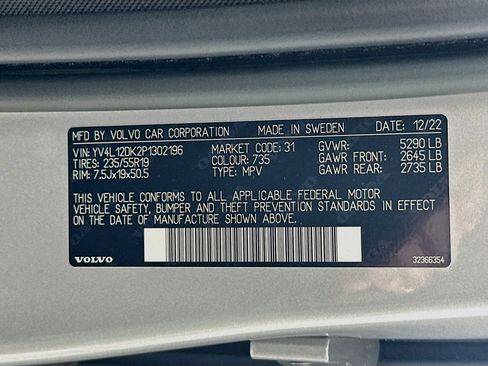 MFD BY VOLVO CAR CORPORATION MADE IN SWEDEN DATE: 12/22
VIN: YV4L12DK2P1302196 MARKET CODE: 31 GVWR: 5290 LB
TIRES: 235/55R19 COLOUR: 735 GAWR FRONT: 2645 LB
RIM: 7.5Jx19x50.5 TYPE: MPV GAWR REAR: 2735 LB
THIS VEHICLE CONFORMS TO ALL APPLICABLE FEDERAL MOTOR
VEHICLE SAFETY, BUMPER AND THEFT PREVENTION STANDARDS IN EFFECT
ON THE DATE OF MANUFACTURE SHOWN ABOVE.
VOLVO 32366354